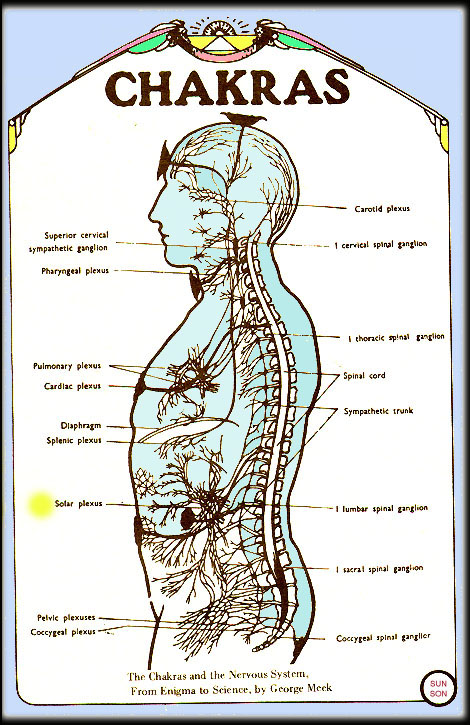 CHAKRAS
Carotid plexus
Superior cervical
sympathetic ganglion
1 cervical spinal ganglion
Pharyngeal plexus
1 thoracic spinal ganglion
Pulmonary plexus
Spinal cord
Cardiac plexus
Sympathetic trunk
Diaphragm
Splenic plexus
Solar plexus
1 lumbar spinal ganglion
1 sacral spinal ganglion
Pelvic plexuses
Coccygeal plexus
Coccygeal spinal ganglier
The Chakras and the Nervous System,
From Enigma to Science, by George Meek
SUN
SON